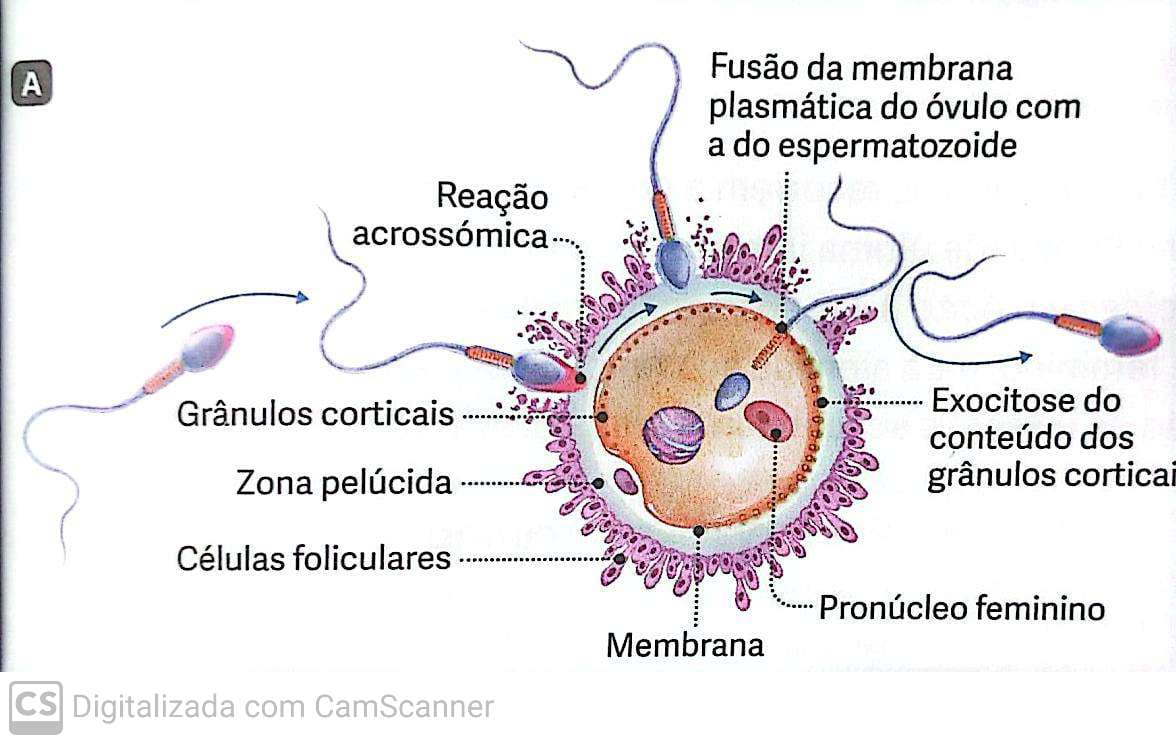 A
Fusão da membrana
plasmática do óvulo com
a do espermatozoide
Reação
acrossómica
Grânulos corticais
Exocitose do
conteúdo dos
grânulos corticai
Zona pelúcida
Células foliculares
Pronúcleo feminino
Membrana
CS Digitalizada com CamScanner